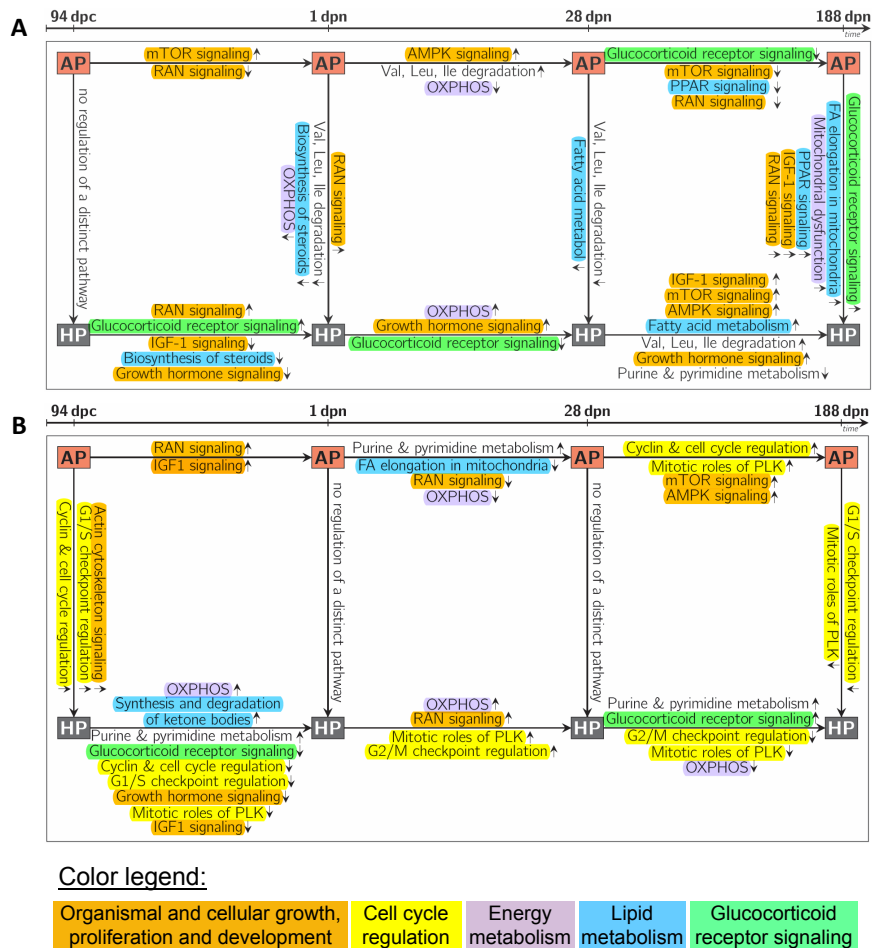 94 dpc 1 dpn 28 dpn 188 dpn
time
A
AP AP AP AP
mTOR signaling ↑
RAN signaling ↓
AMPK signaling ↑
Val, Leu, Ile degradation ↑
OXPHOS ↓
Glucocorticoid receptor signaling ↓
mTOR signaling ↓
PPAR signaling ↓
RAN signaling ↓
no regulation of a distinct pathway
OXPHOS ←
Biosynthesis of steroids ←
Val, Leu, Ile degradation ←
RAN signaling →
Fatty acid metabol ←
Val, Leu, Ile degradation ←
RAN signaling →
IGF-1 signaling →
PPAR signaling →
Mitochondrial dysfunction →
FA elongation in mitochondria →
Glucocorticoid receptor signaling →
HP HP HP HP
RAN signaling ↑
Glucocorticoid receptor signaling ↑
IGF-1 signaling ↓
Biosynthesis of steroids ↓
Growth hormone signaling ↓
OXPHOS ↑
Growth hormone signaling ↑
Glucocorticoid receptor signaling ↓
IGF-1 signaling ↑
mTOR signaling ↑
AMPK signaling ↑
Fatty acid metabolism ↑
Val, Leu, Ile degradation ↑
Growth hormone signaling ↑
Purine & pyrimidine metabolism ↓
94 dpc 1 dpn 28 dpn 188 dpn
time
B
AP AP AP AP
RAN signaling ↑
IGF1 signaling ↑
Purine & pyrimidine metabolism ↑
FA elongation in mitochondria ↓
RAN signaling ↓
OXPHOS ↓
Cyclin & cell cycle regulation ↑
Mitotic roles of PLK ↑
mTOR signaling ↑
AMPK signaling ↑
Cyclin & cell cycle regulation →
G1/S checkpoint regulation →
Actin cytoskeleton signaling →
no regulation of a distinct pathway
no regulation of a distinct pathway
Mitotic roles of PLK ←
G1/S checkpoint regulation ←
HP HP HP HP
OXPHOS ↑
Synthesis and degradation
of ketone bodies ↑
Purine & pyrimidine metabolism ↑
Glucocorticoid receptor signaling ↓
Cyclin & cell cycle regulation ↓
G1/S checkpoint regulation ↓
Growth hormone signaling ↓
Mitotic roles of PLK ↓
IGF1 signaling ↓
OXPHOS ↑
RAN siganling ↑
Mitotic roles of PLK ↑
G2/M checkpoint regulation ↑
Purine & pyrimidine metabolism ↑
Glucocorticoid receptor signaling ↑
G2/M checkpoint regulation ↓
Mitotic roles of PLK ↓
OXPHOS ↓
Color legend:
Organismal and cellular growth,
proliferation and development
Cell cycle
regulation
Energy
metabolism
Lipid
metabolism
Glucocorticoid
receptor signaling